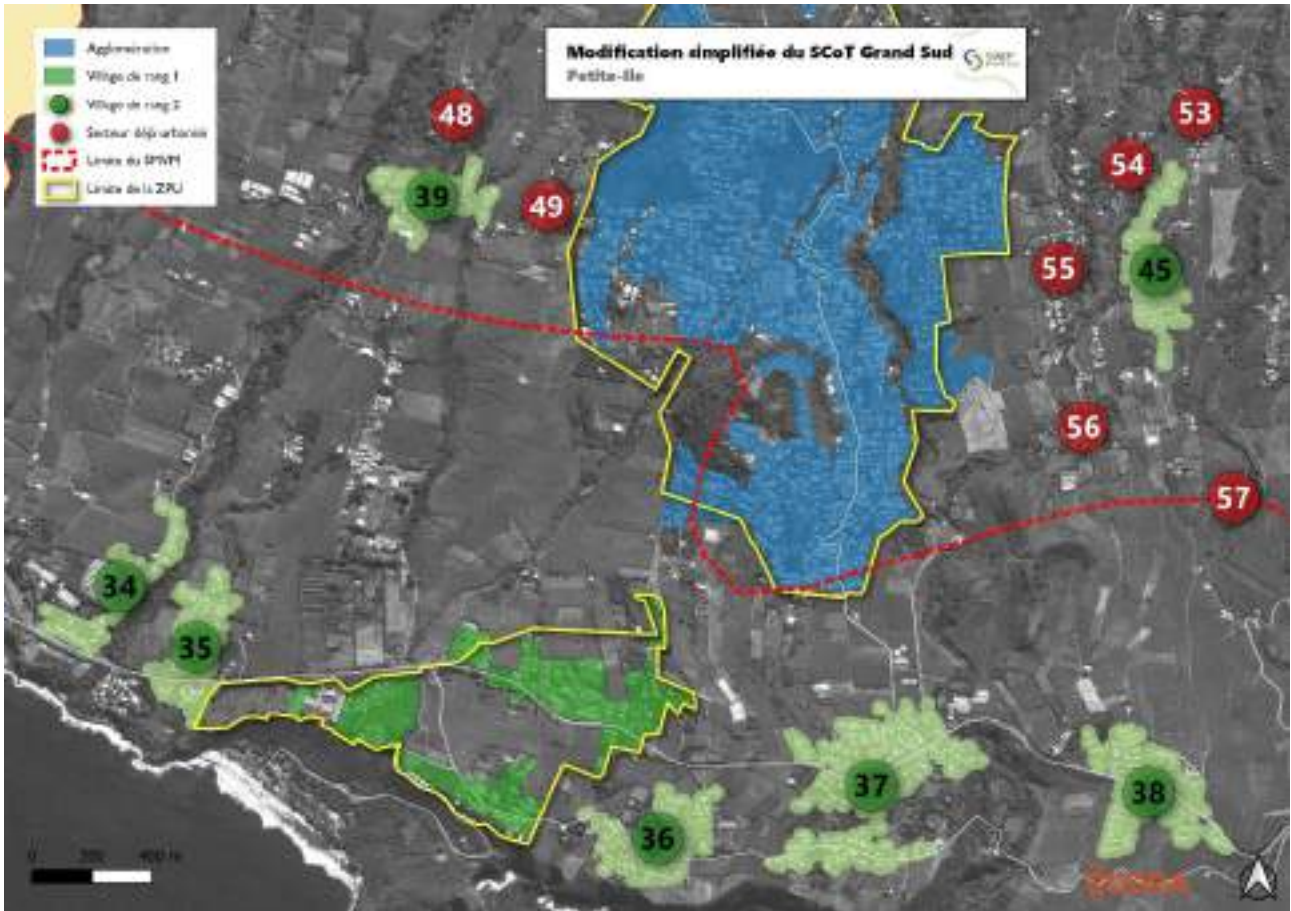 Agglomération
Village de rang 1
Village de rang 2
Secteur déjà urbanisé
Limite du SMVM
Limite de la ZPU
Modification simplifiée du SCoT Grand Sud
Petite-Ile
48
53
54
39
49
55
45
56
57
34
35
37
38
36
0 200 400 m